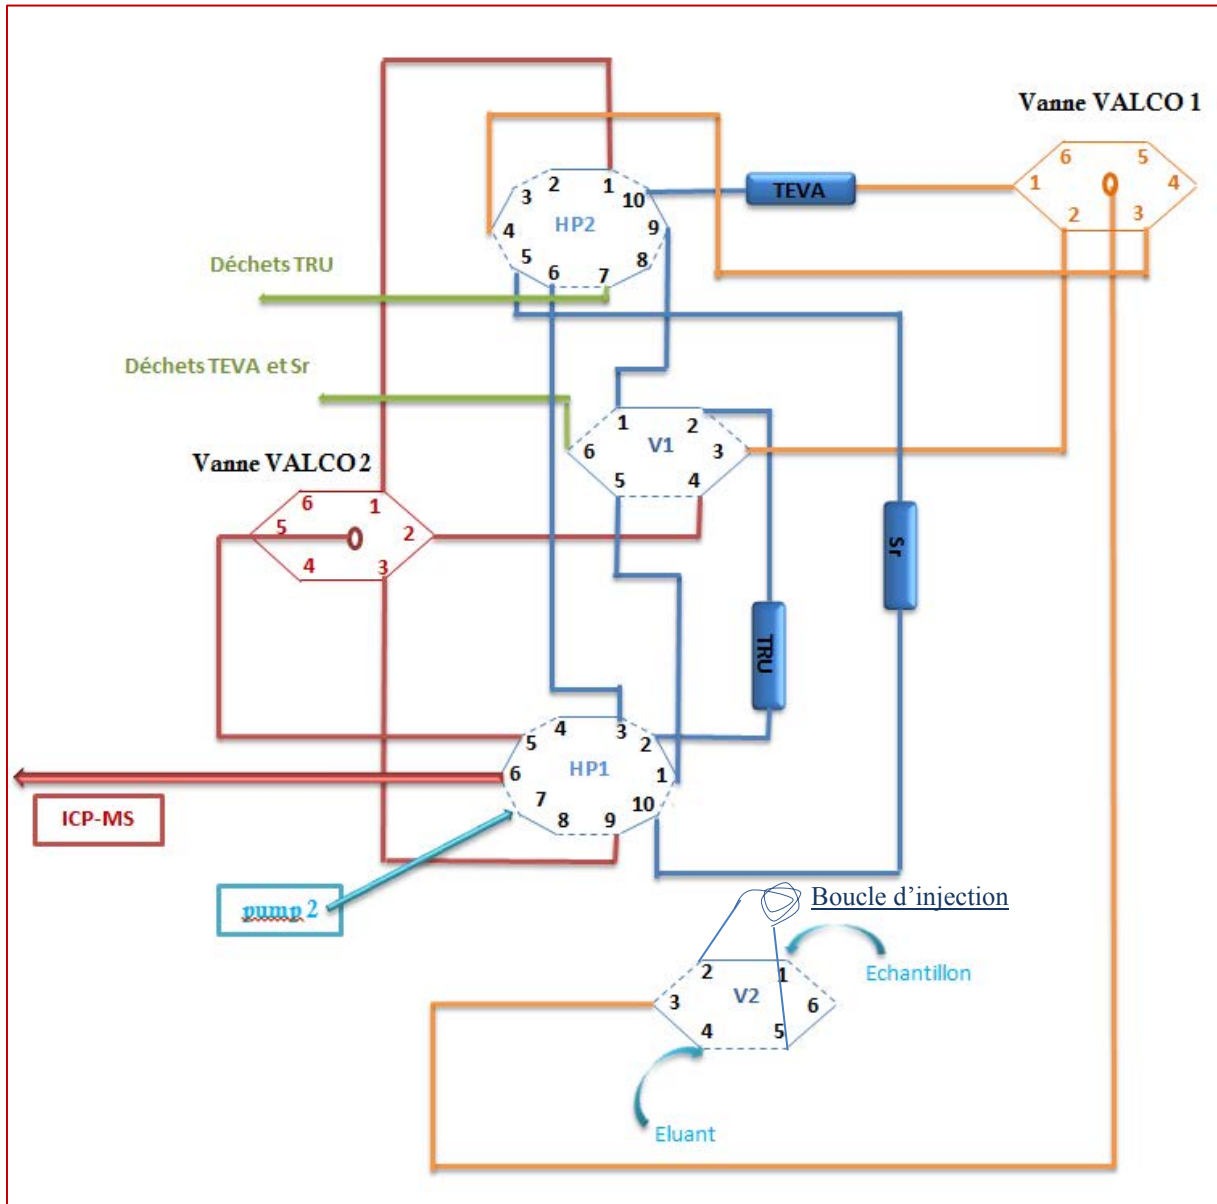 Vanne VALCO 1
6 5
1 4
2 3
TEVA
2 1
3 10
HP2
4 9
5 8
6 7
Déchets TRU
Déchets TEVA et Sr
1 2
V1
6 3
5 4
Vanne VALCO 2
6 1
5 2
4 3
Sr
TRU
4 3
5 2
HP1
6 1
7 10
8 9
ICP-MS
pump 2
Boucle d’injection
Echantillon
2 1
V2
3 6
4 5
Eluant